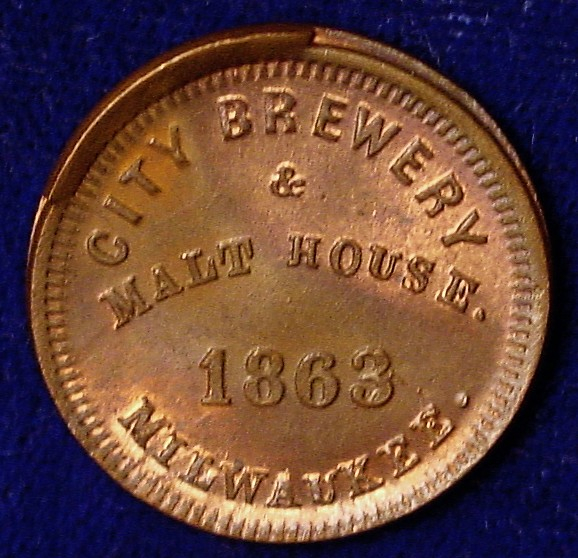 CITY BREWERY
&
MALT HOUSE.
1863
MILWAUKEE.